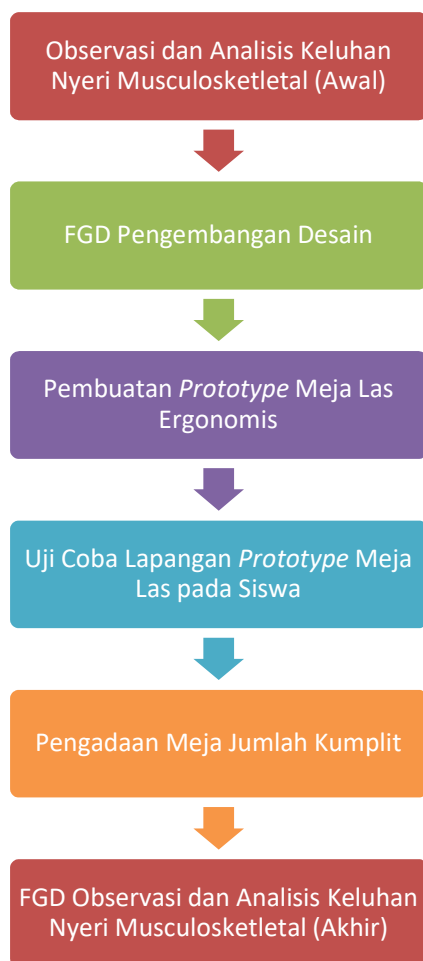 Observasi dan Analisis Keluhan
Nyeri Musculosketletal (Awal)
FGD Pengembangan Desain
Pembuatan Prototype Meja Las
Ergonomis
Uji Coba Lapangan Prototype Meja
Las pada Siswa
Pengadaan Meja Jumlah Kumplit
FGD Observasi dan Analisis Keluhan
Nyeri Musculosketletal (Akhir)